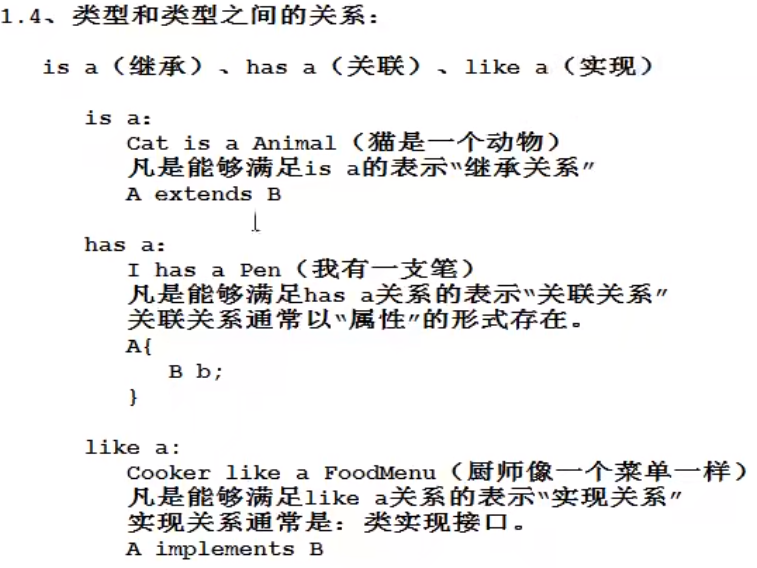 1.4、类型和类型之间的关系:
is a（继承）、has a（关联）、like a（实现）
is a:
Cat is a Animal（猫是一个动物）
凡是能够满足is a的表示“继承关系”
A extends B
has a:
I has a Pen（我有一支笔）
凡是能够满足has a关系的表示“关联关系”
关联关系通常以“属性”的形式存在。
A{
B b;
}
like a:
Cooker like a FoodMenu（厨师像一个菜单一样）
凡是能够满足like a关系的表示“实现关系”
实现关系通常是: 类实现接口。
A implements B